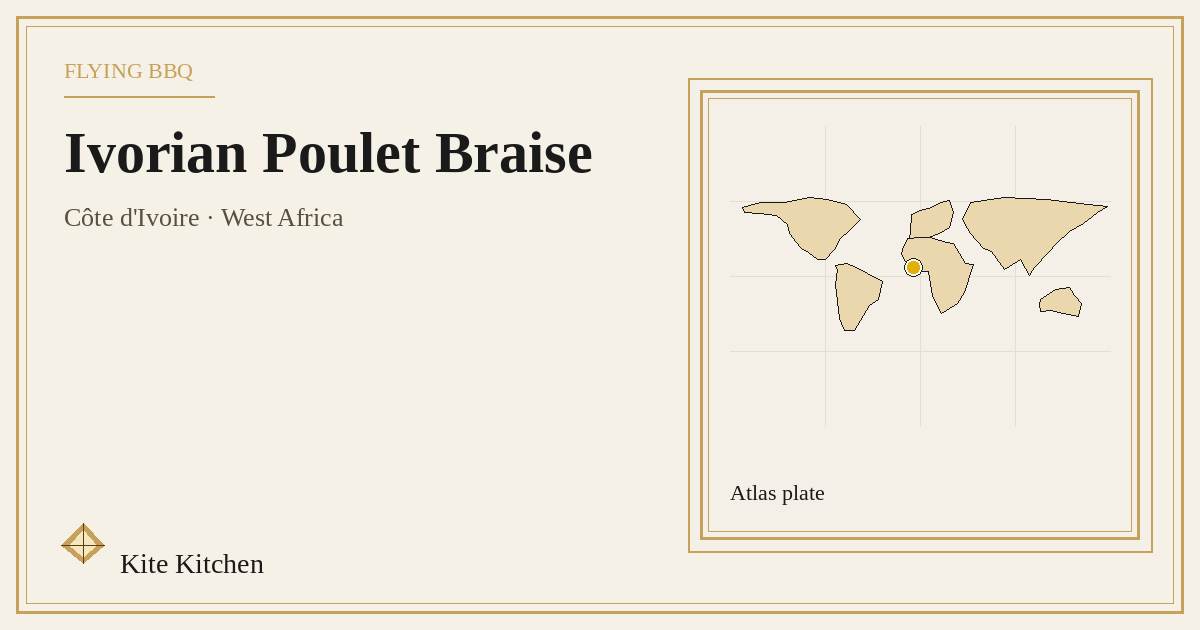 FLYING BBQ
Ivorian Poulet Braise
Côte d'Ivoire · West Africa
Atlas plate
Kite Kitchen